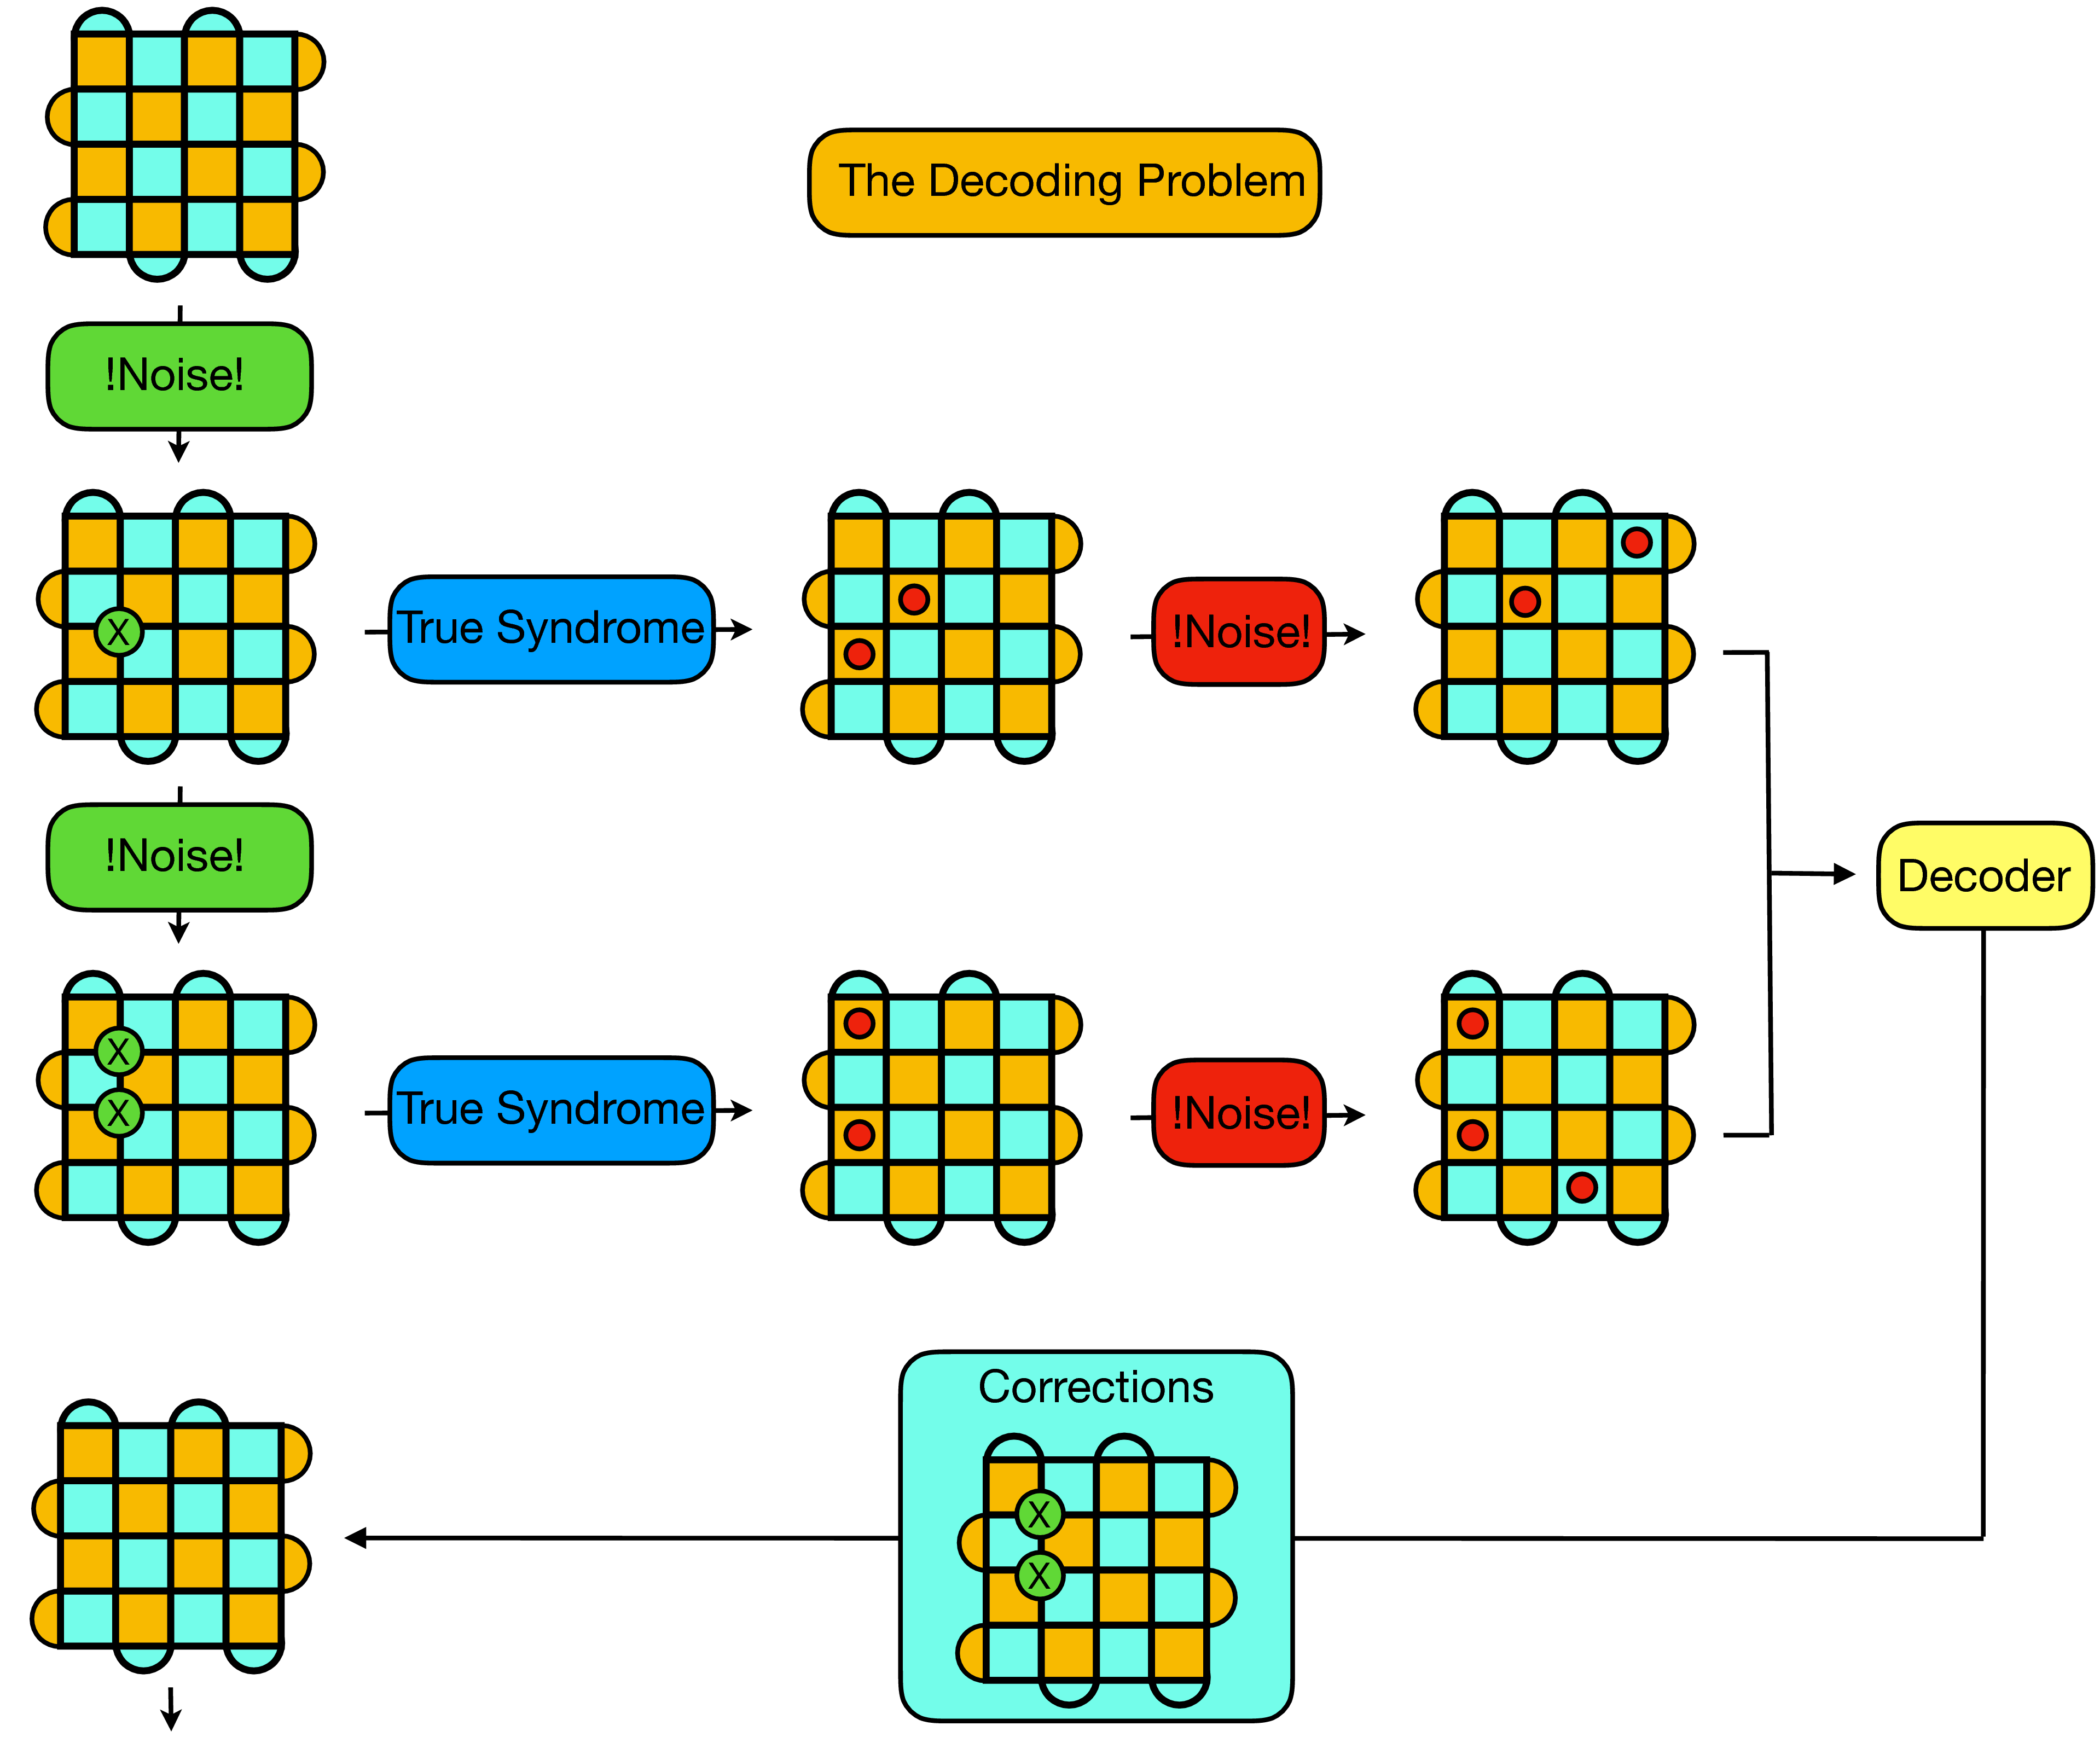 The Decoding Problem
!Noise!
X
True Syndrome
!Noise!
!Noise!
Decoder
X
X
True Syndrome
!Noise!
Corrections
X
X